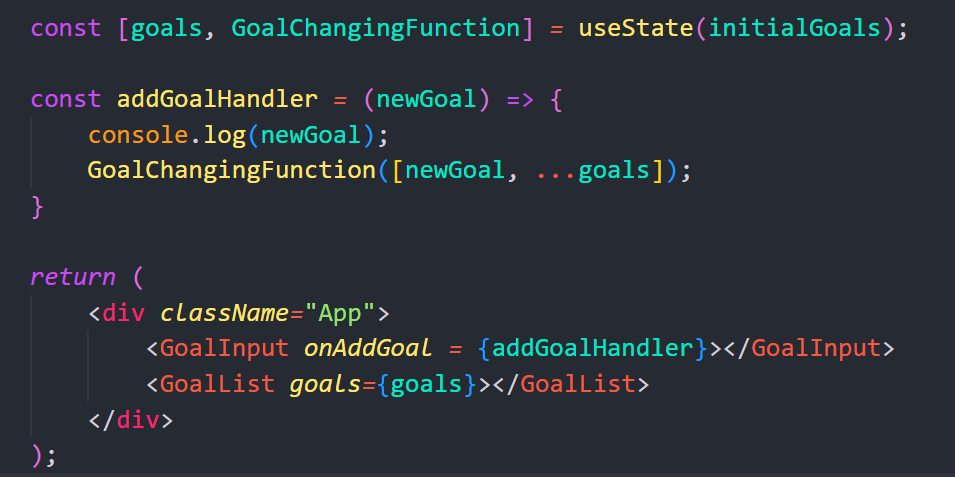 const [goals, GoalChangingFunction] = useState(initialGoals);
const addGoalHandler = (newGoal) => {
console.log(newGoal);
GoalChangingFunction([newGoal, ...goals]);
}
return (
<div className="App">
<GoalInput onAddGoal = {addGoalHandler}></GoalInput>
<GoalList goals={goals}></GoalList>
</div>
);